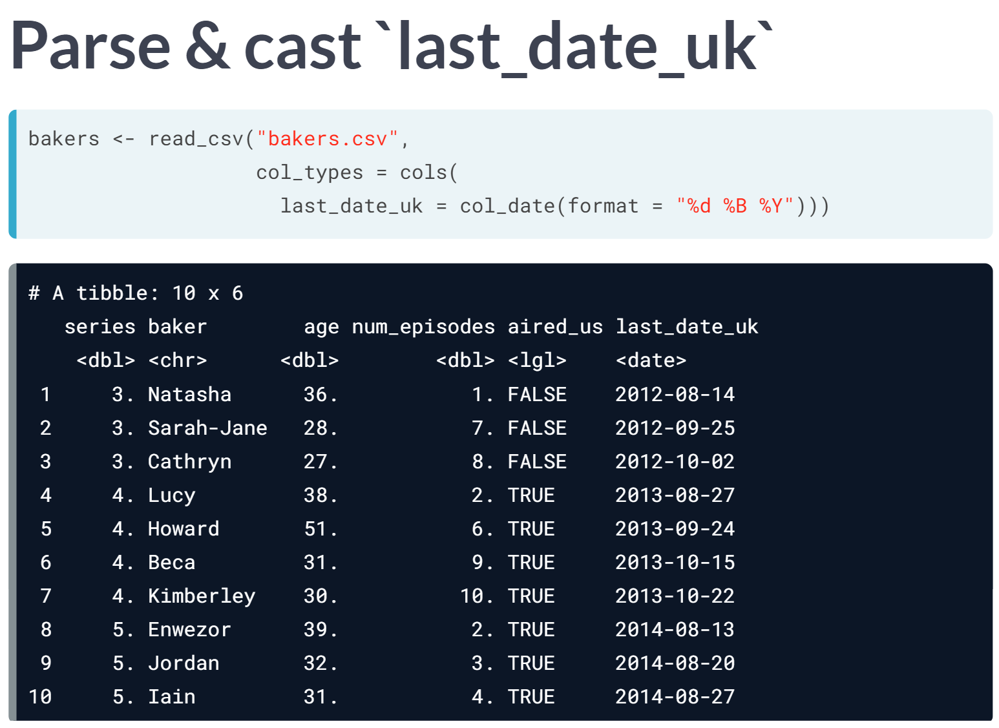 Parse & cast `last_date_uk`
bakers <- read_csv("bakers.csv",
                   col_types = cols(
                     last_date_uk = col_date(format = "%d %B %Y")))
# A tibble: 10 x 6
   series baker        age num_episodes aired_us last_date_uk
    <dbl> <chr>      <dbl>        <dbl> <lgl>    <date>
 1     3. Natasha      36.           1. FALSE    2012-08-14
 2     3. Sarah-Jane   28.           7. FALSE    2012-09-25
 3     3. Cathryn      27.           8. FALSE    2012-10-02
 4     4. Lucy         38.           2. TRUE     2013-08-27
 5     4. Howard       51.           6. TRUE     2013-09-24
 6     4. Beca         31.           9. TRUE     2013-10-15
 7     4. Kimberley    30.          10. TRUE     2013-10-22
 8     5. Enwezor      39.           2. TRUE     2014-08-13
 9     5. Jordan       32.           3. TRUE     2014-08-20
10     5. Iain         31.           4. TRUE     2014-08-27